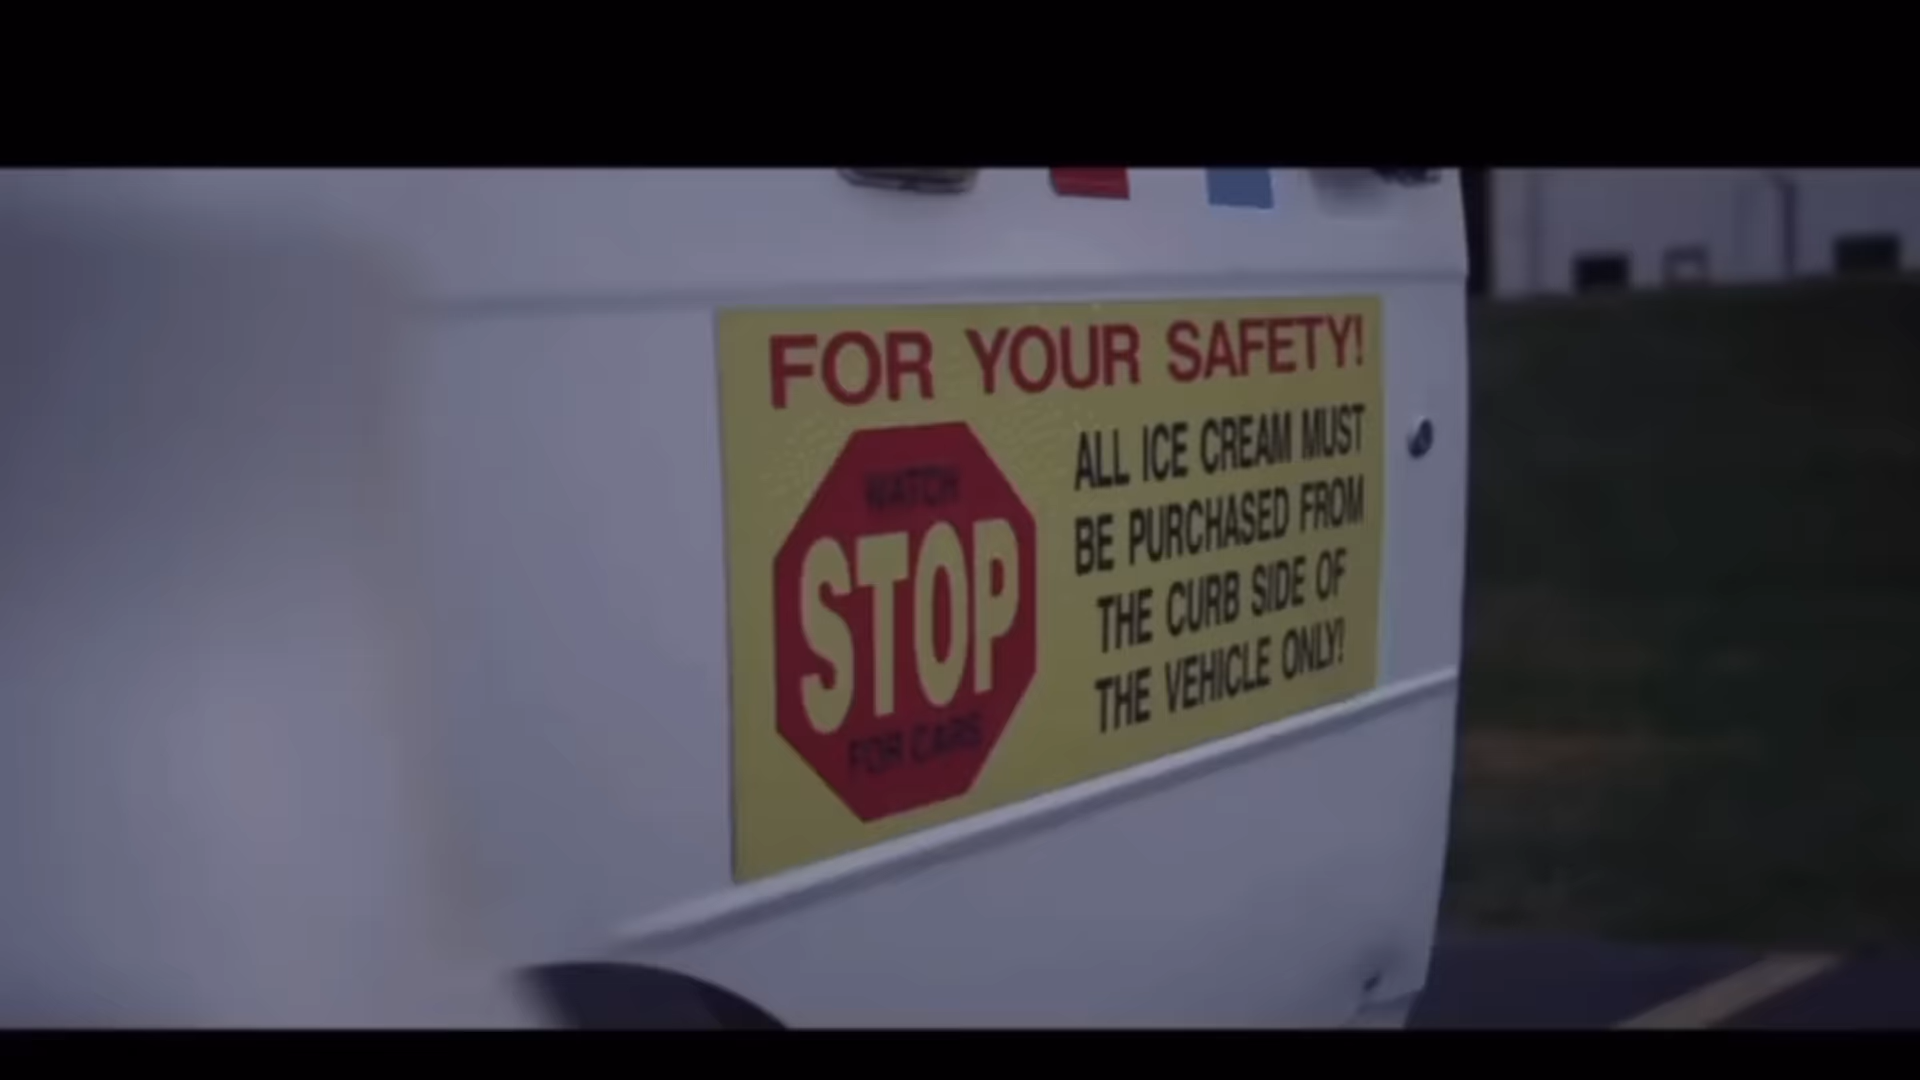 FOR YOUR SAFETY!
WATCH
STOP
FOR CARS
ALL ICE CREAM MUST
BE PURCHASED FROM
THE CURB SIDE OF
THE VEHICLE ONLY!